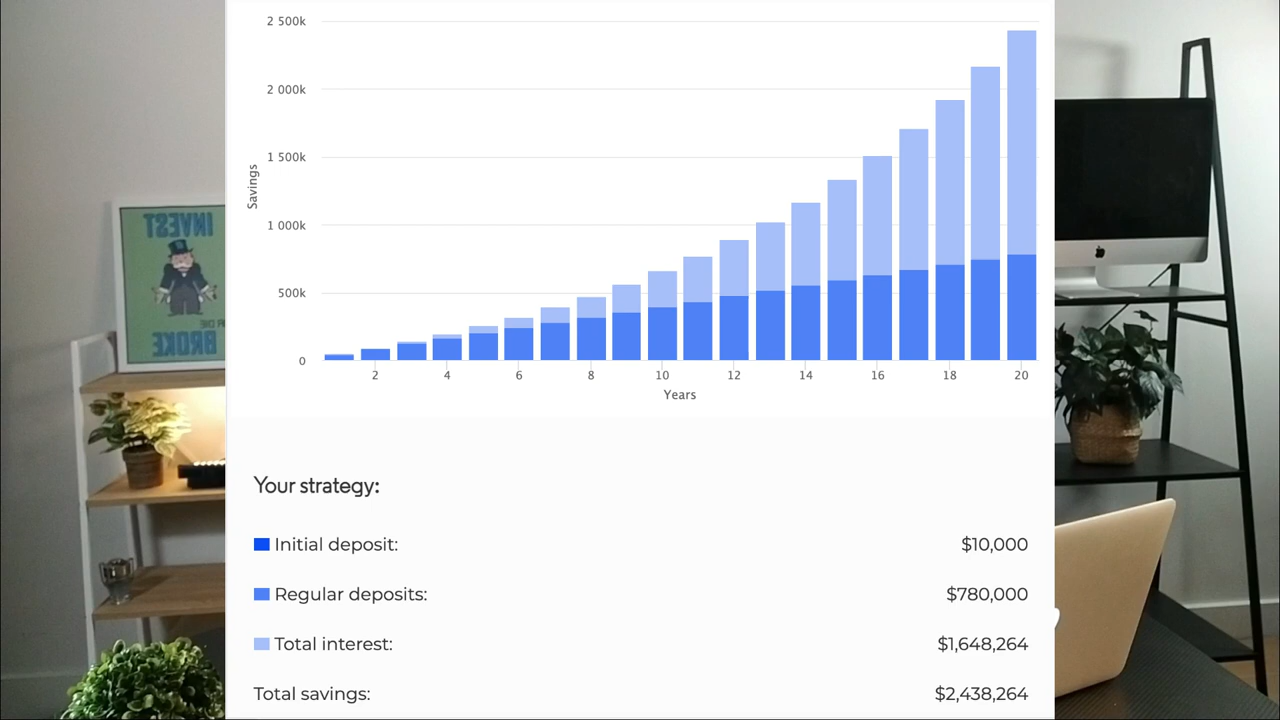 2 500k
2 000k
1 500k
1 000k
500k
0
Savings
2
4
6
8
10
12
14
16
18
20
Years
INVEST
BROKE
Your strategy:
Initial deposit: $10,000
Regular deposits: $780,000
Total interest: $1,648,264
Total savings: $2,438,264